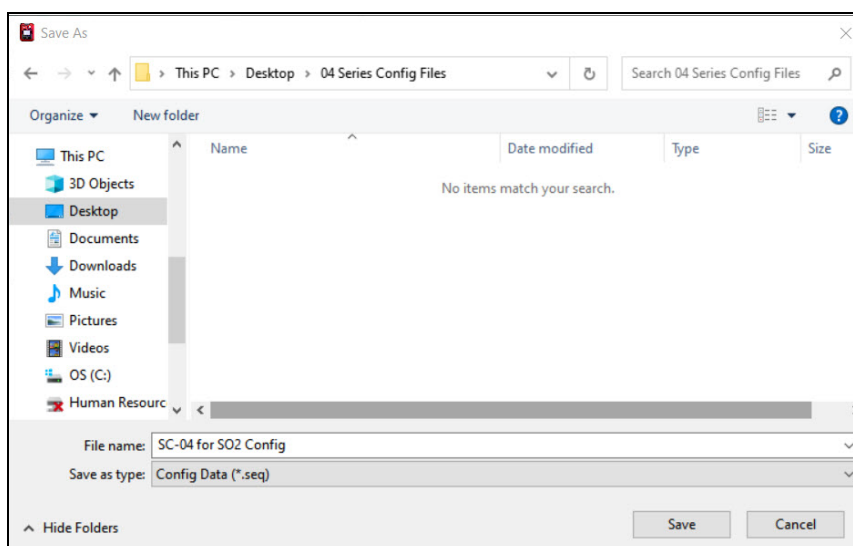 Save As
This PC > Desktop > 04 Series Config Files
Search 04 Series Config Files
Organize
New folder
Name
Date modified
Type
Size
No items match your search.
This PC
3D Objects
Desktop
Documents
Downloads
Music
Pictures
Videos
OS (C:)
Human Resourc
File name: SC-04 for SO2 Config
Save as type: Config Data (*.seq)
Hide Folders
Save
Cancel